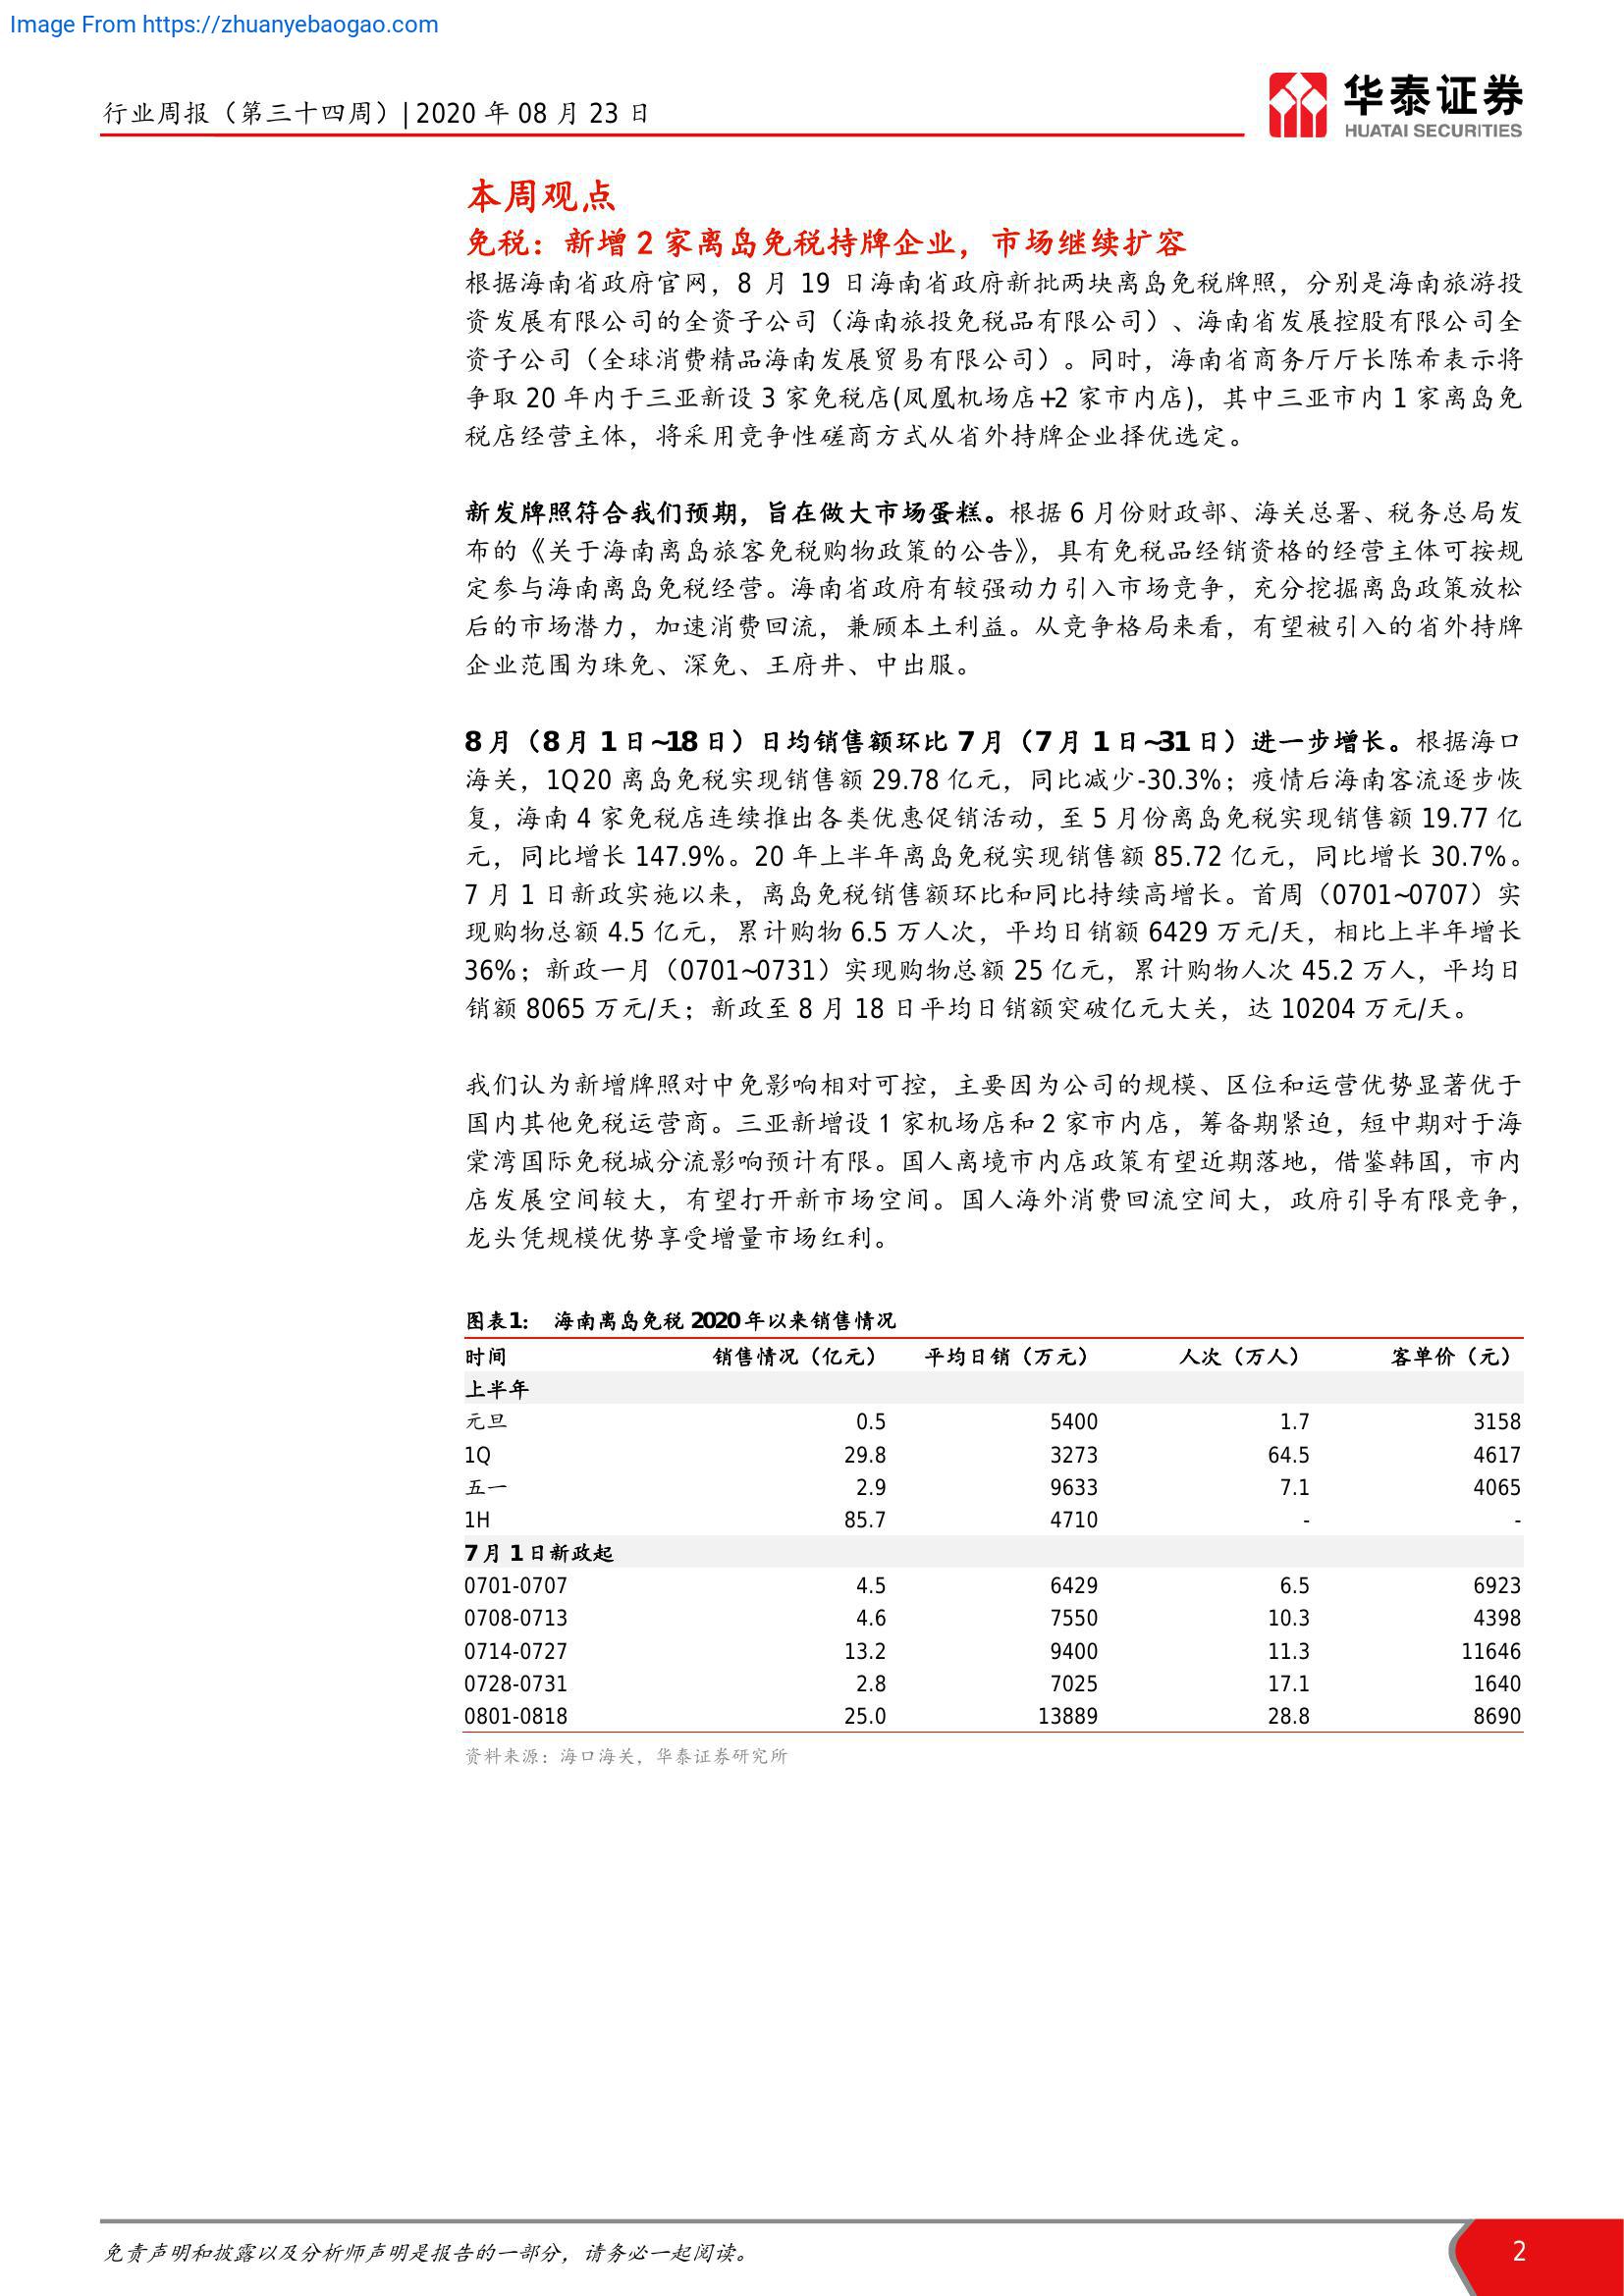 Image From https://zhuanyebaogao.com
行业周报（第三十四周）| 2020 年 08 月 23 日
华泰证券
HUATAI SECURITIES
本周观点
免税：新增 2 家离岛免税持牌企业，市场继续扩容
根据海南省政府官网，8 月 19 日海南省政府新批两块离岛免税牌照，分别是海南旅游投
资发展有限公司的全资子公司（海南旅投免税品有限公司）、海南省发展控股有限公司全
资子公司（全球消费精品海南发展贸易有限公司）。同时，海南省商务厅厅长陈希表示将
争取 20 年内于三亚新设 3 家免税店(凤凰机场店+2 家市内店)，其中三亚市内 1 家离岛免
税店经营主体，将采用竞争性磋商方式从省外持牌企业择优选定。
新发牌照符合我们预期，旨在做大市场蛋糕。根据 6 月份财政部、海关总署、税务总局发
布的《关于海南离岛旅客免税购物政策的公告》，具有免税品经销资格的经营主体可按规
定参与海南离岛免税经营。海南省政府有较强动力引入市场竞争，充分挖掘离岛政策放松
后的市场潜力，加速消费回流，兼顾本土利益。从竞争格局来看，有望被引入的省外持牌
企业范围为珠免、深免、王府井、中出服。
8 月（8 月 1 日~18 日）日均销售额环比 7 月（7 月 1 日~31 日）进一步增长。根据海口
海关，1Q20 离岛免税实现销售额 29.78 亿元，同比减少-30.3%；疫情后海南客流逐步恢
复，海南 4 家免税店连续推出各类优惠促销活动，至 5 月份离岛免税实现销售额 19.77 亿
元，同比增长 147.9%。20 年上半年离岛免税实现销售额 85.72 亿元，同比增长 30.7%。
7 月 1 日新政实施以来，离岛免税销售额环比和同比持续高增长。首周（0701~0707）实
现购物总额 4.5 亿元，累计购物 6.5 万人次，平均日销额 6429 万元/天，相比上半年增长
36%；新政一月（0701~0731）实现购物总额 25 亿元，累计购物人次 45.2 万人，平均日
销额 8065 万元/天；新政至 8 月 18 日平均日销额突破亿元大关，达 10204 万元/天。
我们认为新增牌照对中免影响相对可控，主要因为公司的规模、区位和运营优势显著优于
国内其他免税运营商。三亚新增设 1 家机场店和 2 家市内店，筹备期紧迫，短中期对于海
棠湾国际免税城分流影响预计有限。国人离境市内店政策有望近期落地，借鉴韩国，市内
店发展空间较大，有望打开新市场空间。国人海外消费回流空间大，政府引导有限竞争，
龙头凭规模优势享受增量市场红利。
图表1： 海南离岛免税 2020 年以来销售情况
时间 销售情况（亿元） 平均日销（万元） 人次（万人） 客单价（元）
上半年
元旦 0.5 5400 1.7 3158
1Q 29.8 3273 64.5 4617
五一 2.9 9633 7.1 4065
1H 85.7 4710 - -
7 月 1 日新政起
0701-0707 4.5 6429 6.5 6923
0708-0713 4.6 7550 10.3 4398
0714-0727 13.2 9400 11.3 11646
0728-0731 2.8 7025 17.1 1640
0801-0818 25.0 13889 28.8 8690
资料来源：海口海关，华泰证券研究所
免责声明和披露以及分析师声明是报告的一部分，请务必一起阅读。
2